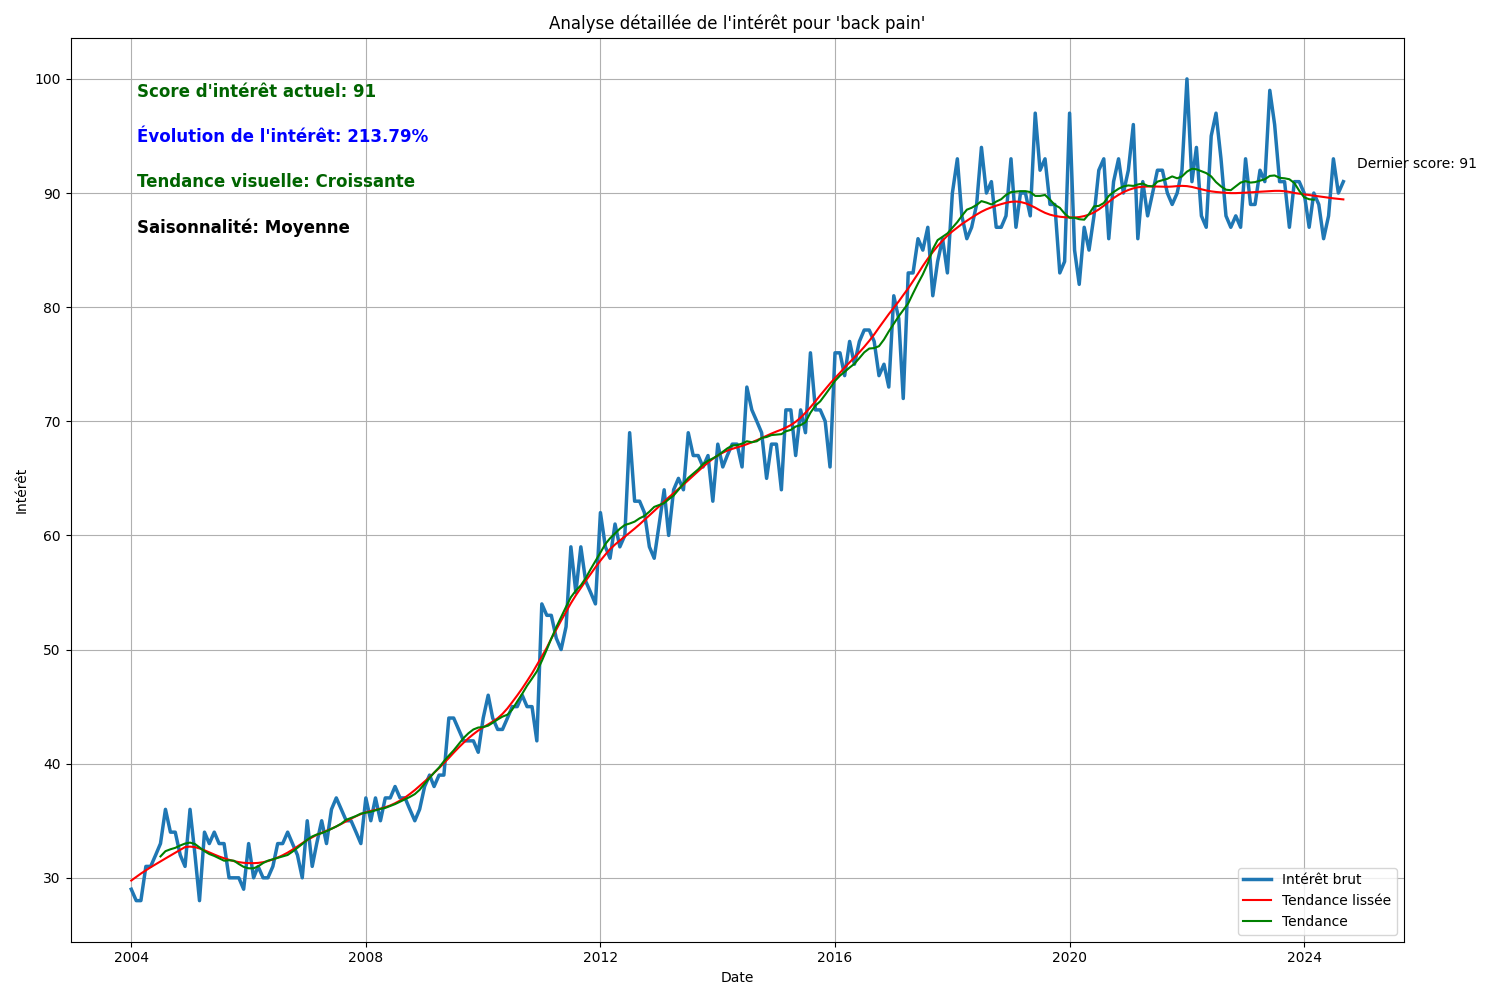 Analyse détaillée de l'intérêt pour 'back pain'
100
90
80
70
60
50
40
30
Intérêt
Score d'intérêt actuel: 91
Évolution de l'intérêt: 213.79%
Tendance visuelle: Croissante
Saisonnalité: Moyenne
Dernier score: 91
Intérêt brut
Tendance lissée
Tendance
2004
2008
2012
2016
2020
2024
Date